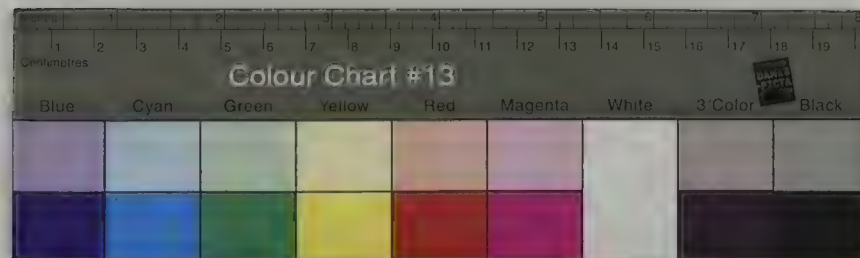 1 2 3 4 5 6 7 8
1 2 3 4 5 6 7 8 9 10 11 12 13 14 15 16 17 18 19
Centimetres
Colour Chart #13
DANES
PICTA
Blue Cyan Green Yellow Red Magenta White 3/Color Black